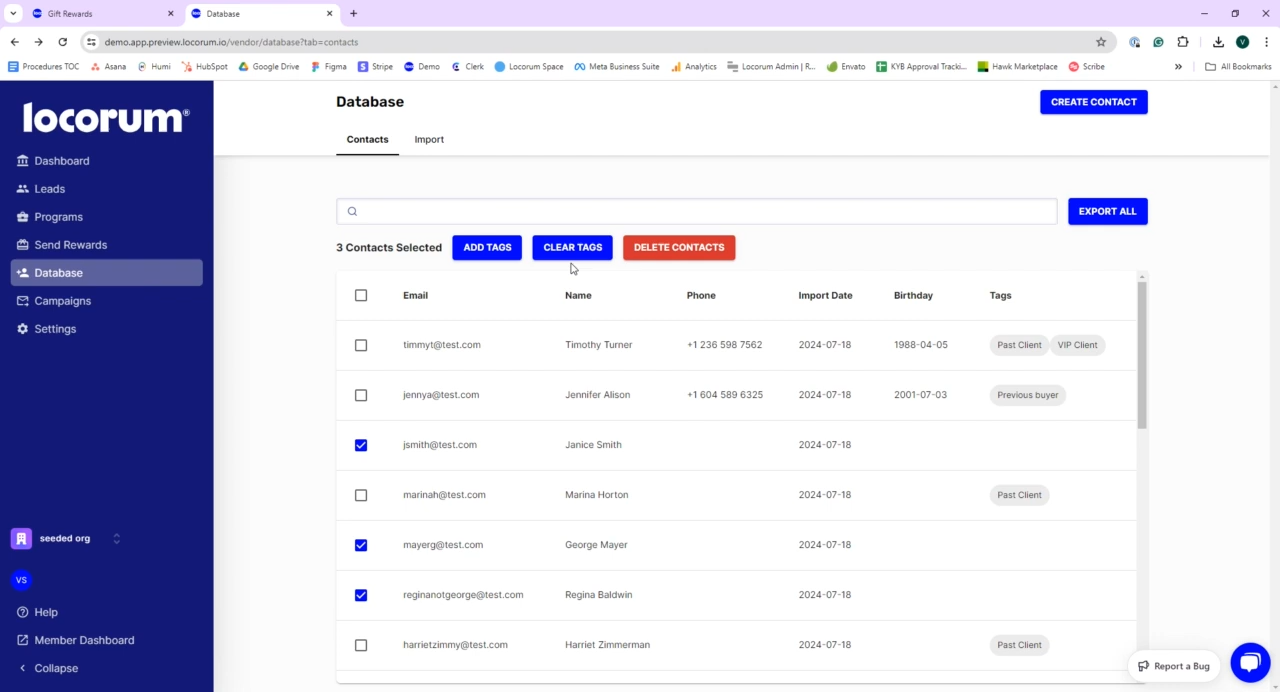 Gift Rewards
Database
demo.app.preview.locorum.io/vendor/database?tab=contacts
V
Procedures TOC Asana Humi HubSpot Google Drive Figma Stripe Demo Clerk Locorum Space Meta Business Suite Analytics Locorum Admin | R... Envato KYB Approval Tracki... Hawk Marketplace Scribe All Bookmarks
locorum®
Dashboard
Leads
Programs
Send Rewards
Database
Campaigns
Settings
seeded org
VS
Help
Member Dashboard
Collapse
Database
CREATE CONTACT
Contacts Import
EXPORT ALL
3 Contacts Selected ADD TAGS CLEAR TAGS DELETE CONTACTS
Email Name Phone Import Date Birthday Tags
timmyt@test.com Timothy Turner +1 236 598 7562 2024-07-18 1988-04-05 Past Client VIP Client
jennya@test.com Jennifer Alison +1 604 589 6325 2024-07-18 2001-07-03 Previous buyer
jsmith@test.com Janice Smith 2024-07-18
marinah@test.com Marina Horton 2024-07-18 Past Client
mayerg@test.com George Mayer 2024-07-18
reginanotgeorge@test.com Regina Baldwin 2024-07-18
harrietzimmy@test.com Harriet Zimmerman 2024-07-18 Past Client
Report a Bug